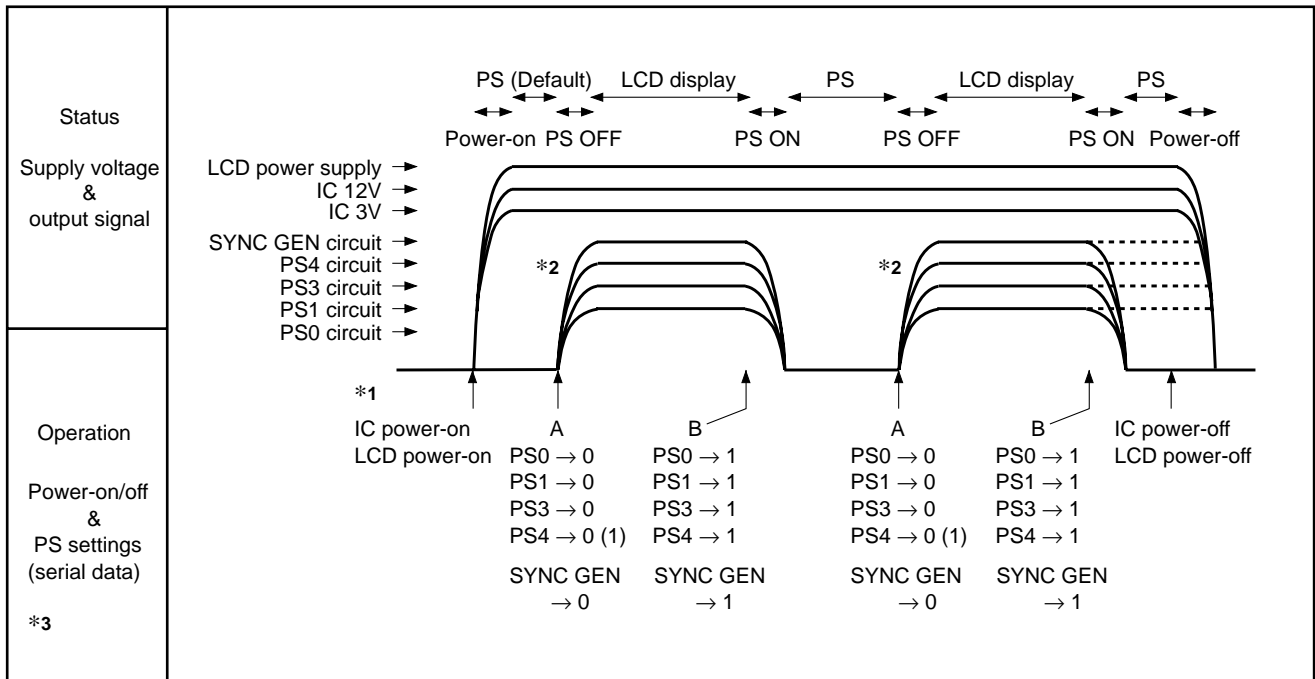 Status
Supply voltage
&
output signal
PS (Default) LCD display PS LCD display PS
Power-on PS OFF PS ON PS OFF PS ON Power-off
LCD power supply →
IC 12V →
IC 3V →
SYNC GEN circuit →
PS4 circuit →
PS3 circuit →
PS1 circuit →
PS0 circuit →
*2 *2
Operation
Power-on/off
&
PS settings
(serial data)
*3
*1
IC power-on A B A B IC power-off
LCD power-on PS0 → 0 PS0 → 1 PS0 → 0 PS0 → 1 LCD power-off
PS1 → 0 PS1 → 1 PS1 → 0 PS1 → 1
PS3 → 0 PS3 → 1 PS3 → 0 PS3 → 1
PS4 → 0 (1) PS4 → 1 PS4 → 0 (1) PS4 → 1
SYNC GEN SYNC GEN SYNC GEN SYNC GEN
→ 0 → 1 → 0 → 1